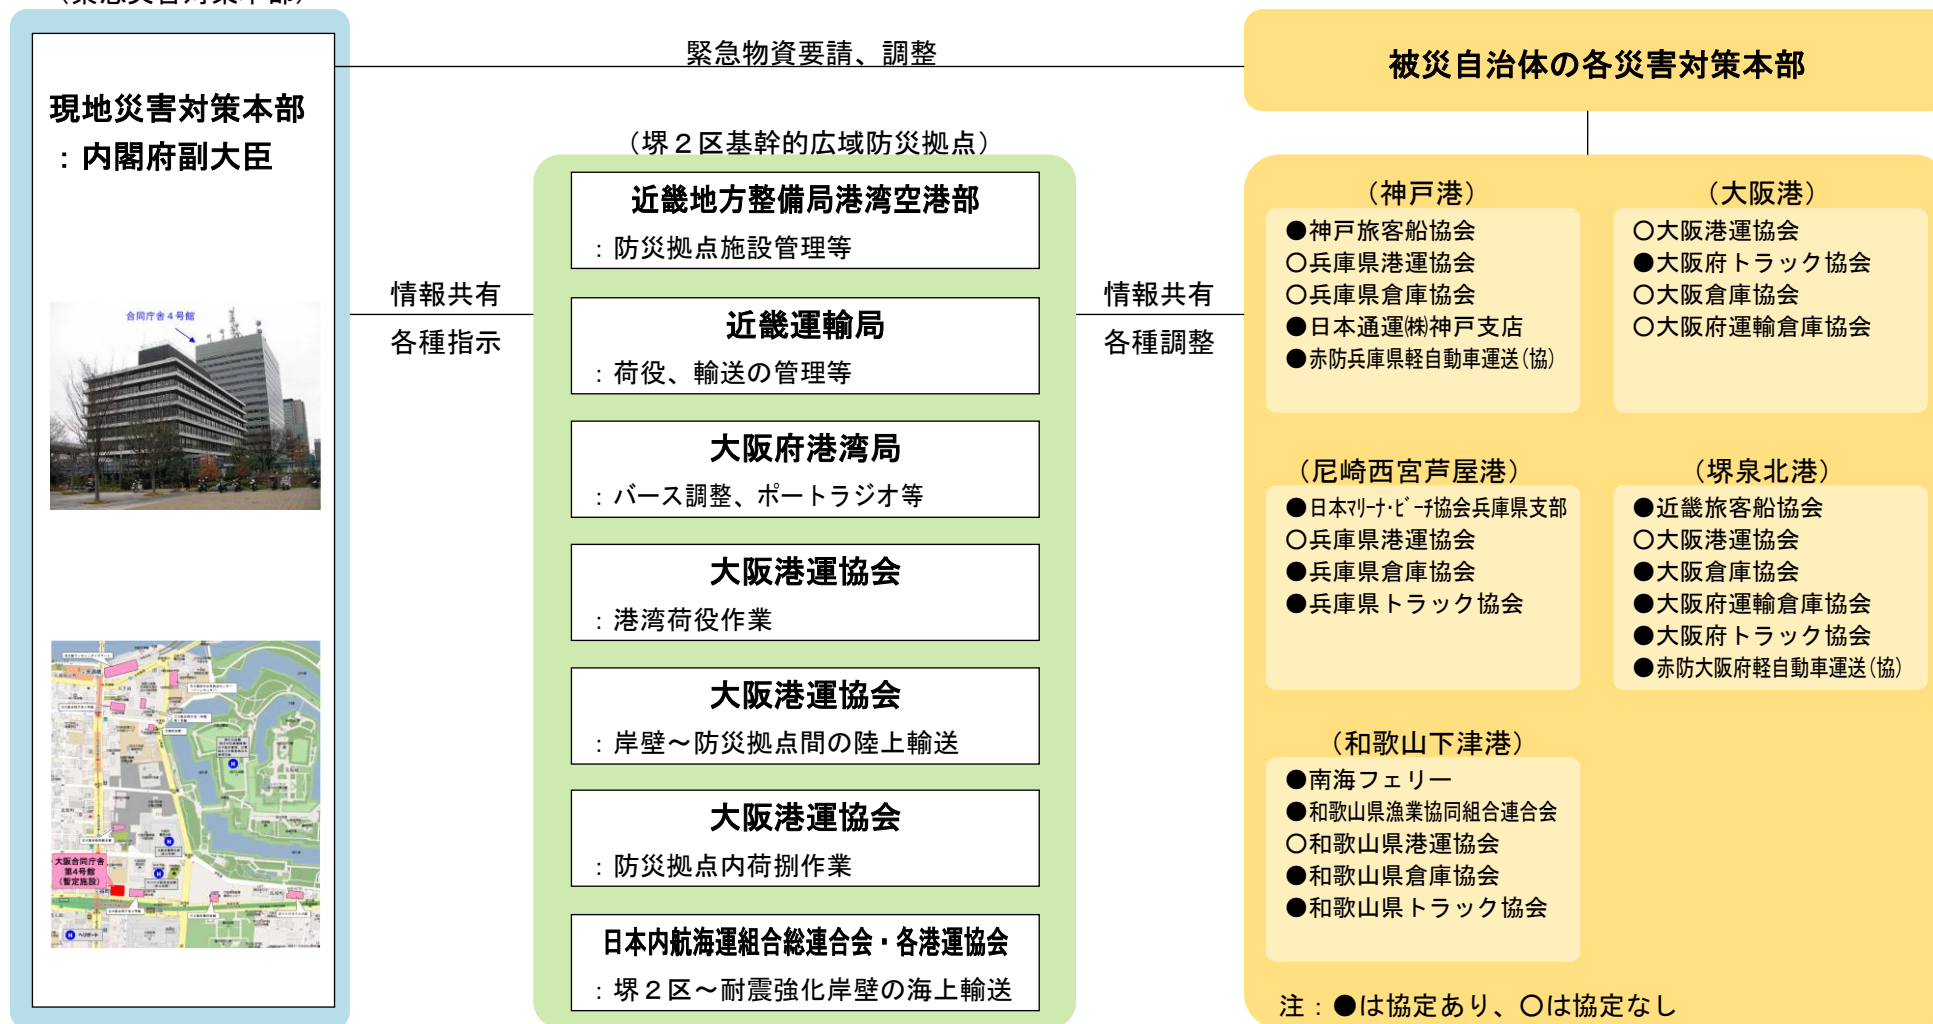 （緊急災害対策本部）
現地災害対策本部
：内閣府副大臣
合同庁舎４号館
大阪合同庁舎
第4号館
（暫定施設）
ヘリポート
緊急物資要請、調整
情報共有
各種指示
（堺２区基幹的広域防災拠点）
近畿地方整備局港湾空港部
：防災拠点施設管理等
近畿運輸局
：荷役、輸送の管理等
大阪府港湾局
：バース調整、ポートラジオ等
大阪港運協会
：港湾荷役作業
大阪港運協会
：岸壁～防災拠点間の陸上輸送
大阪港運協会
：防災拠点内荷捌作業
日本内航海運組合総連合会・各港運協会
：堺２区～耐震強化岸壁の海上輸送
情報共有
各種調整
被災自治体の各災害対策本部
（神戸港）
●神戸旅客船協会
○兵庫県港運協会
○兵庫県倉庫協会
●日本通運㈱神戸支店
●赤防兵庫県軽自動車運送(協)
（大阪港）
○大阪港運協会
●大阪府トラック協会
○大阪倉庫協会
○大阪府運輸倉庫協会
（尼崎西宮芦屋港）
●日本ﾏﾘｰﾅ･ﾋﾞｰﾁ協会兵庫県支部
○兵庫県港運協会
●兵庫県倉庫協会
●兵庫県トラック協会
（堺泉北港）
●近畿旅客船協会
○大阪港運協会
●大阪倉庫協会
●大阪府運輸倉庫協会
●大阪府トラック協会
●赤防大阪府軽自動車運送(協)
（和歌山下津港）
●南海フェリー
●和歌山県漁業協同組合連合会
○和歌山県港運協会
●和歌山県倉庫協会
●和歌山県トラック協会
注：●は協定あり、○は協定なし